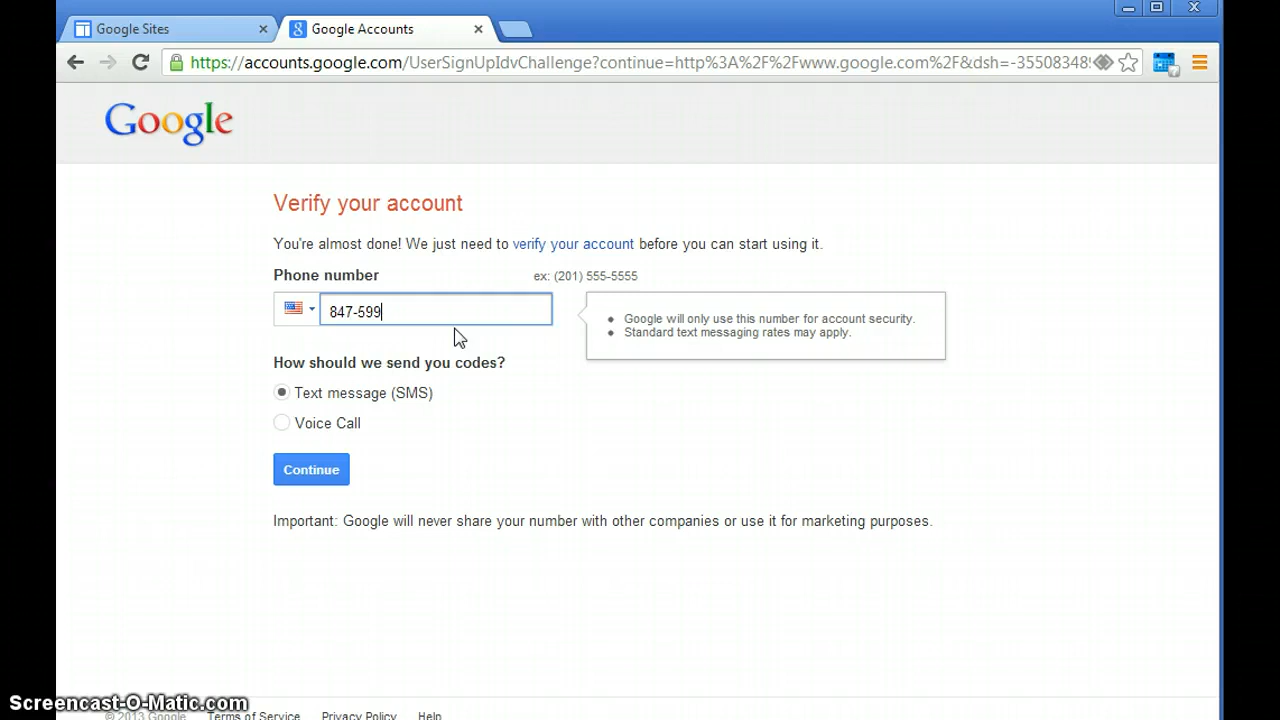 Google Sites
Google Accounts
https://accounts.google.com/UserSignUpIdvChallenge?continue=http%3A%2F%2Fwww.google.com%2F&dsh=-355083489
Google
Verify your account
You're almost done! We just need to verify your account before you can start using it.
Phone number ex: (201) 555-5555
847-599
Google will only use this number for account security.
Standard text messaging rates may apply.
How should we send you codes?
Text message (SMS)
Voice Call
Continue
Important: Google will never share your number with other companies or use it for marketing purposes.
Screencast-O-Matic.com
© 2013 Google Terms of Service Privacy Policy Help